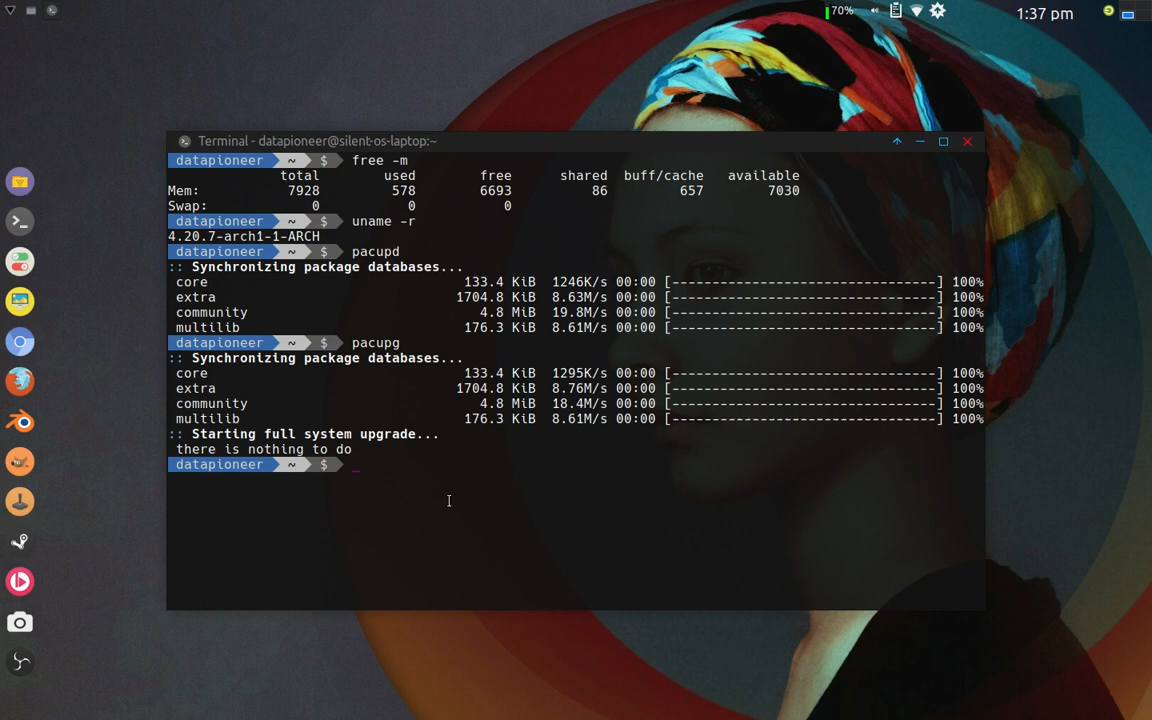 70%
1:37 pm
Terminal - datapioneer@silent-os-laptop:~
datapioneer ~ $ free -m
total used free shared buff/cache available
Mem: 7928 578 6693 86 657 7030
Swap: 0 0 0
datapioneer ~ $ uname -r
4.20.7-arch1-1-ARCH
datapioneer ~ $ pacupd
:: Synchronizing package databases...
core 133.4 KiB 1246K/s 00:00 [----------------------------------] 100%
extra 1704.8 KiB 8.63M/s 00:00 [----------------------------------] 100%
community 4.8 MiB 19.8M/s 00:00 [----------------------------------] 100%
multilib 176.3 KiB 8.61M/s 00:00 [----------------------------------] 100%
datapioneer ~ $ pacupg
:: Synchronizing package databases...
core 133.4 KiB 1295K/s 00:00 [----------------------------------] 100%
extra 1704.8 KiB 8.76M/s 00:00 [----------------------------------] 100%
community 4.8 MiB 18.4M/s 00:00 [----------------------------------] 100%
multilib 176.3 KiB 8.61M/s 00:00 [----------------------------------] 100%
:: Starting full system upgrade...
there is nothing to do
datapioneer ~ $ _